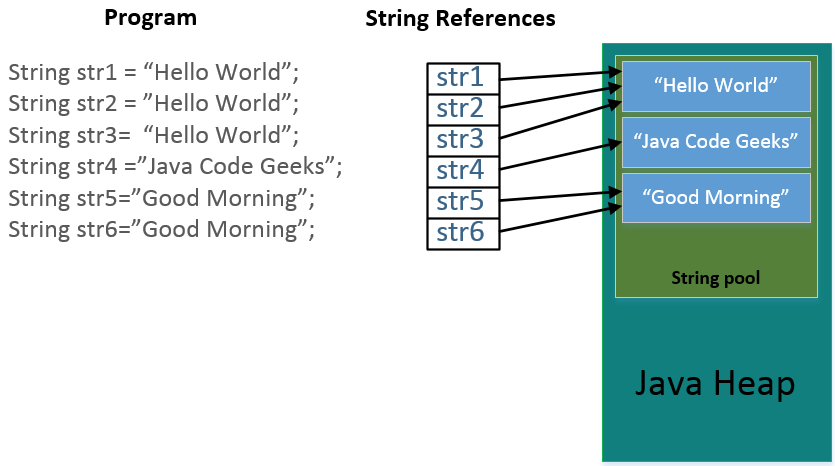 Program
String References
String str1 = “Hello World”;
String str2 = ”Hello World”;
String str3=  “Hello World”;
String str4 =”Java Code Geeks”;
String str5=”Good Morning”;
String str6=”Good Morning”;
str1
str2
str3
str4
str5
str6
“Hello World”
“Java Code Geeks”
“Good Morning”
String pool
Java Heap